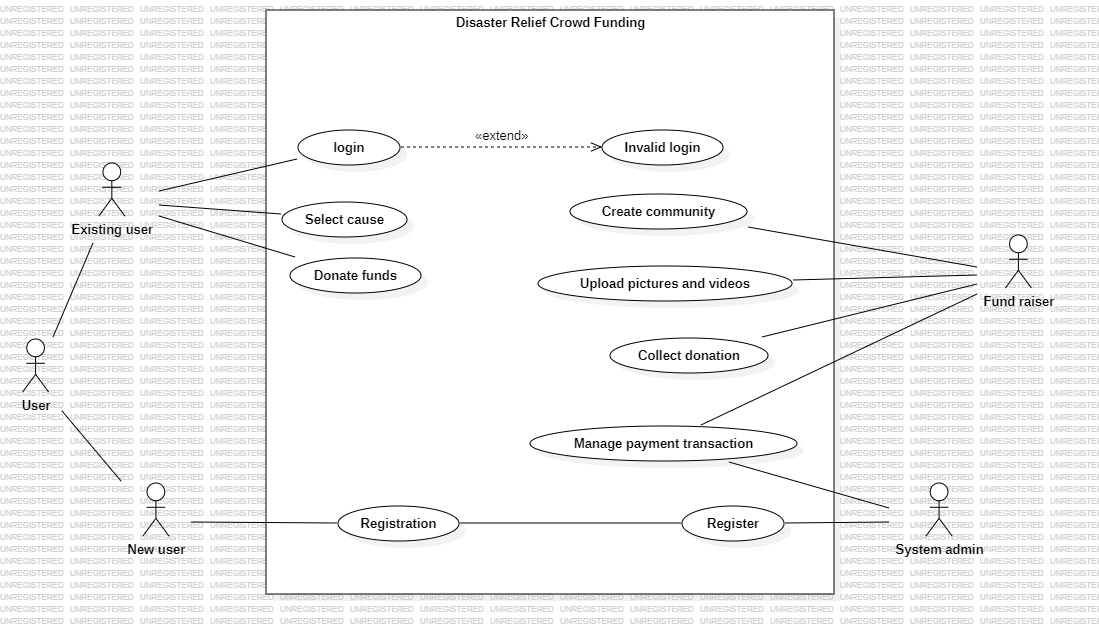 Disaster Relief Crowd Funding
login
«extend»
Invalid login
Existing user
Select cause
Create community
Donate funds
Upload pictures and videos
Fund raiser
User
Collect donation
Manage payment transaction
New user
Registration
Register
System admin
UNREGISTERED